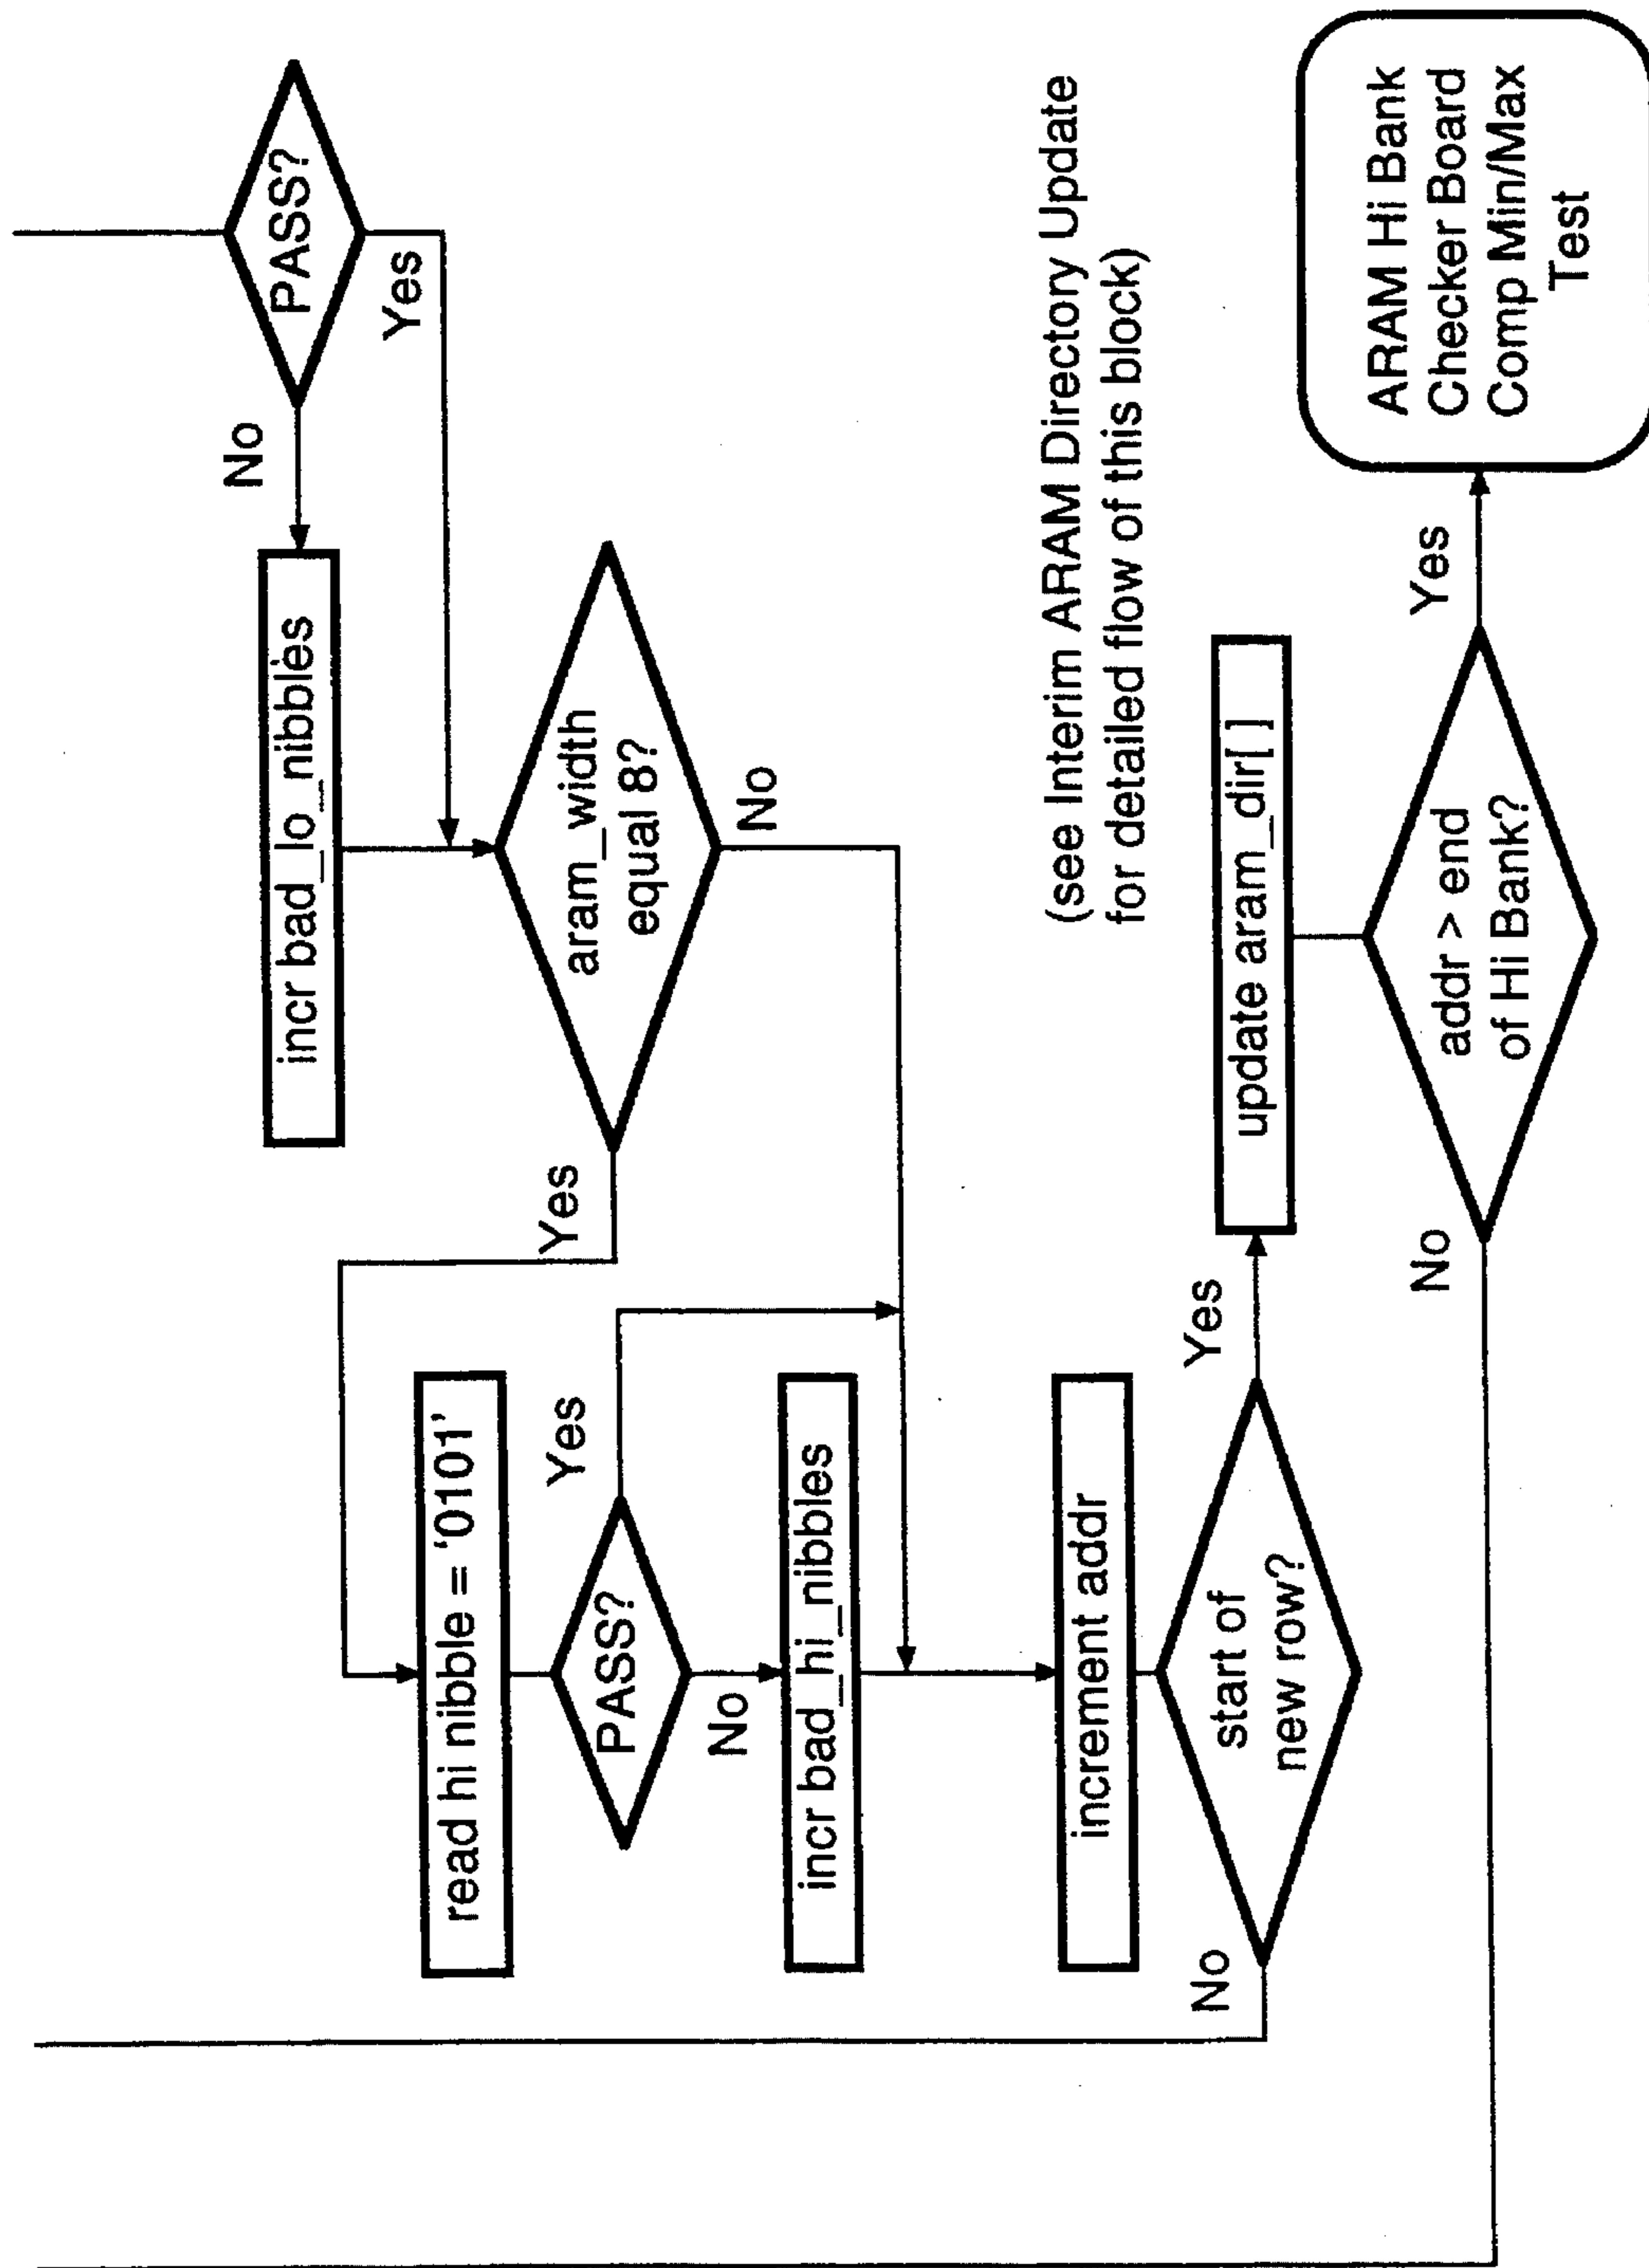 PASS?
No
Yes
incr bad_lo_nibbles
aram_width
equal 8?
Yes
No
read hi nibble = ‘0101’
PASS?
Yes
No
incr bad_hi_nibbles
increment addr
start of
new row?
No
Yes
(see Interim ARAM Directory Update
for detailed flow of this block)
update aram_dir[ ]
addr > end
of Hi Bank?
No
Yes
ARAM Hi Bank
Checker Board
Comp Min/Max
Test